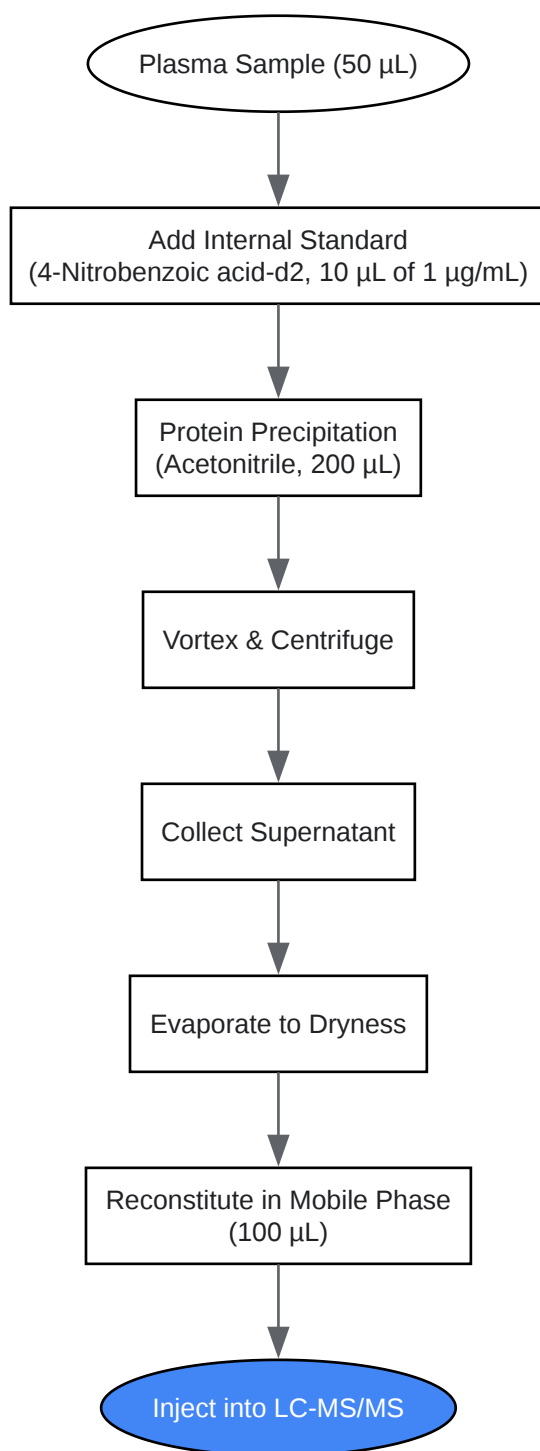 Plasma Sample (50 µL)
Add Internal Standard
(4-Nitrobenzoic acid-d2, 10 µL of 1 µg/mL)
Protein Precipitation
(Acetonitrile, 200 µL)
Vortex & Centrifuge
Collect Supernatant
Evaporate to Dryness
Reconstitute in Mobile Phase
(100 µL)
Inject into LC-MS/MS